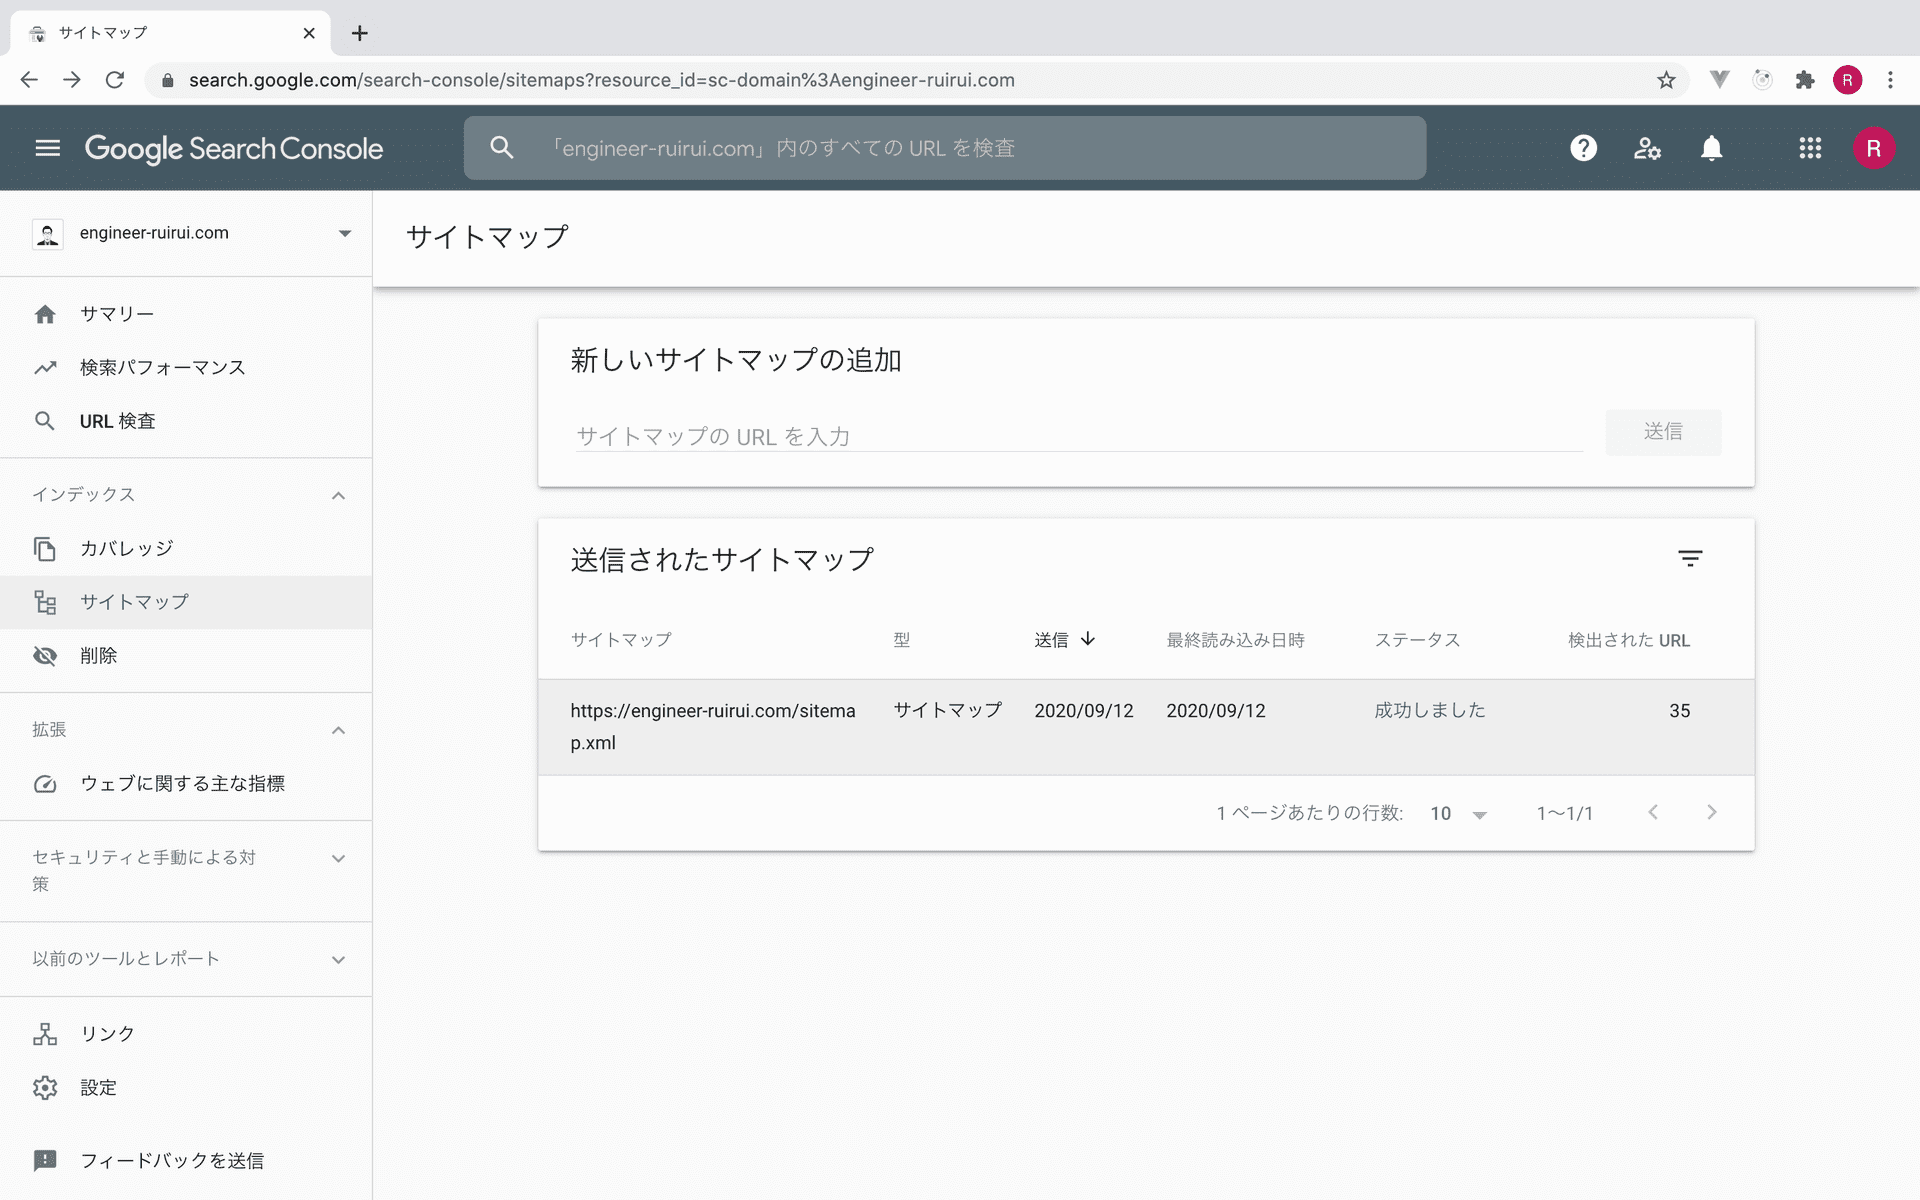 サイトマップ
search.google.com/search-console/sitemaps?resource_id=sc-domain%3Aengineer-ruirui.com
R
Google Search Console
「engineer-ruirui.com」内のすべての URL を検査
R
engineer-ruirui.com
サマリー
検索パフォーマンス
URL 検査
インデックス
カバレッジ
サイトマップ
削除
拡張
ウェブに関する主な指標
セキュリティと手動による対
策
以前のツールとレポート
リンク
設定
フィードバックを送信
サイトマップ
新しいサイトマップの追加
サイトマップの URL を入力
送信
送信されたサイトマップ
サイトマップ 型 送信 最終読み込み日時 ステータス 検出された URL
https://engineer-ruirui.com/sitema サイトマップ 2020/09/12 2020/09/12 成功しました 35
p.xml
1 ページあたりの行数: 10 1～1/1